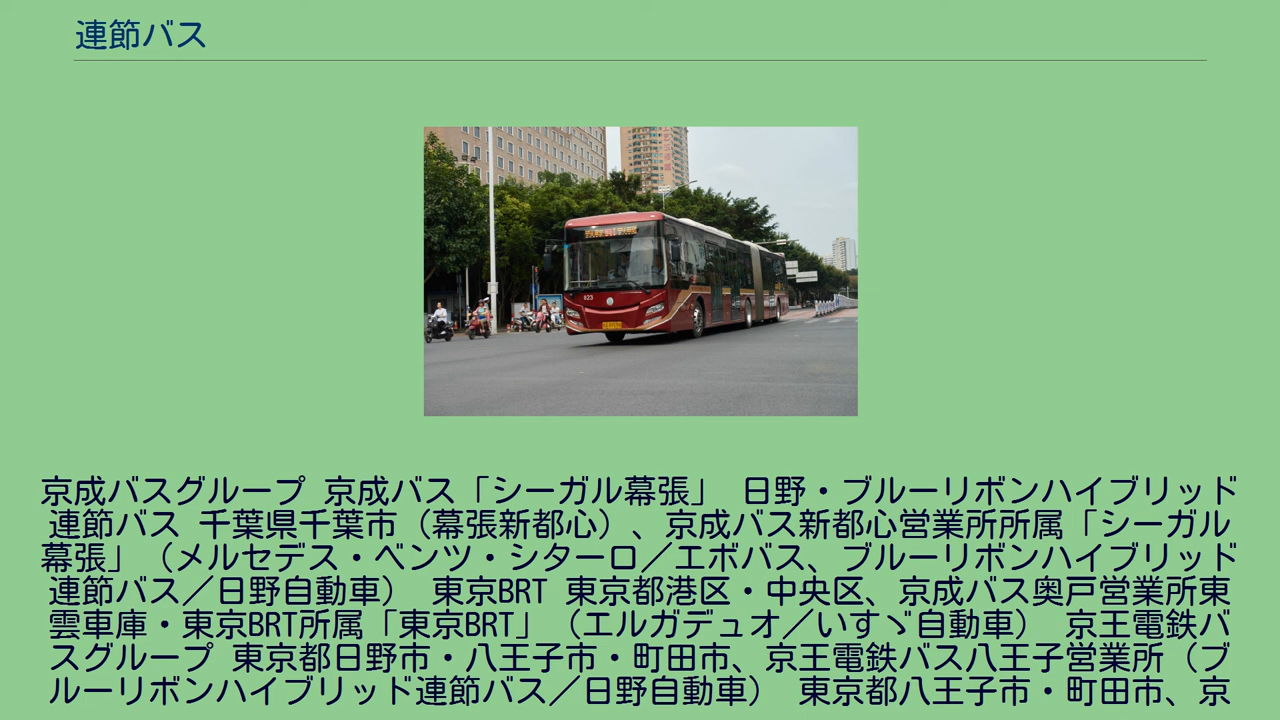 連節バス
823
京成バスグループ 京成バス「シーガル幕張」 日野・ブルーリボンハイブリッド
連節バス 千葉県千葉市（幕張新都心）、京成バス新都心営業所所属「シーガル
幕張」（メルセデス・ベンツ・シターロ／エボバス、ブルーリボンハイブリッド
連節バス／日野自動車） 東京BRT 東京都港区・中央区、京成バス奥戸営業所東
雲車庫・東京BRT所属「東京BRT」（エルガデュオ／いすゞ自動車） 京王電鉄バ
スグループ 東京都日野市・八王子市・町田市、京王電鉄バス八王子営業所（ブ
ルーリボンハイブリッド連節バス／日野自動車） 東京都八王子市・町田市、京